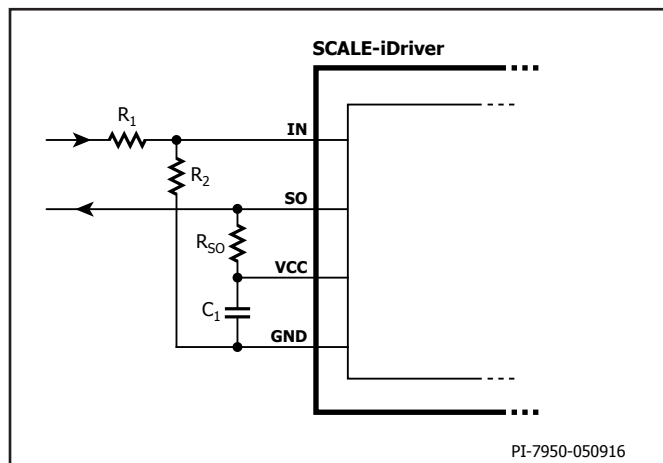 SCALE-iDriver
R1
IN
R2
SO
RSO
VCC
C1
GND
PI-7950-050916